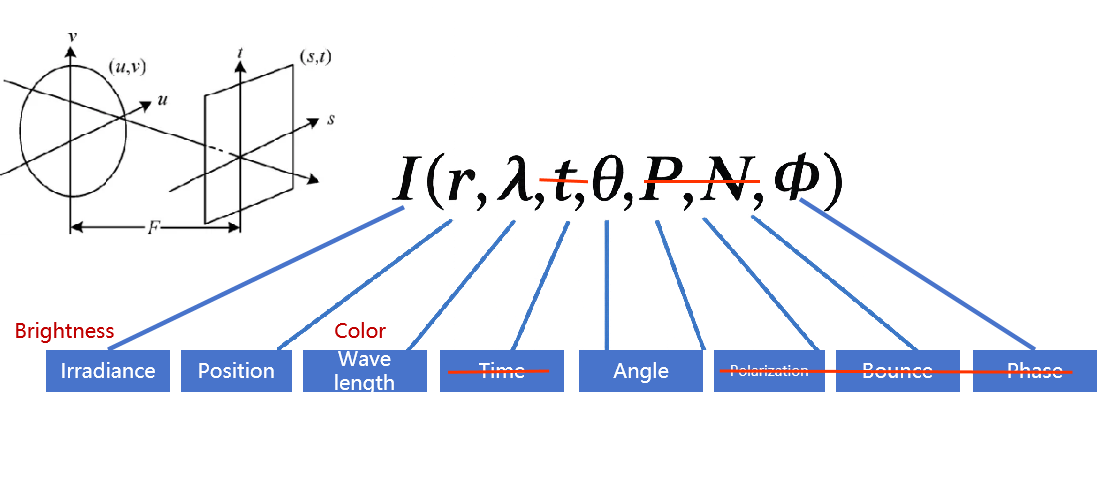 v
(u,v)
u
t
(s,t)
s
F
I(r, λ, t, θ, P, N, Φ)
Brightness
Color
Irradiance
Position
Wave
length
Time
Angle
Polarization
Bounce
Phase